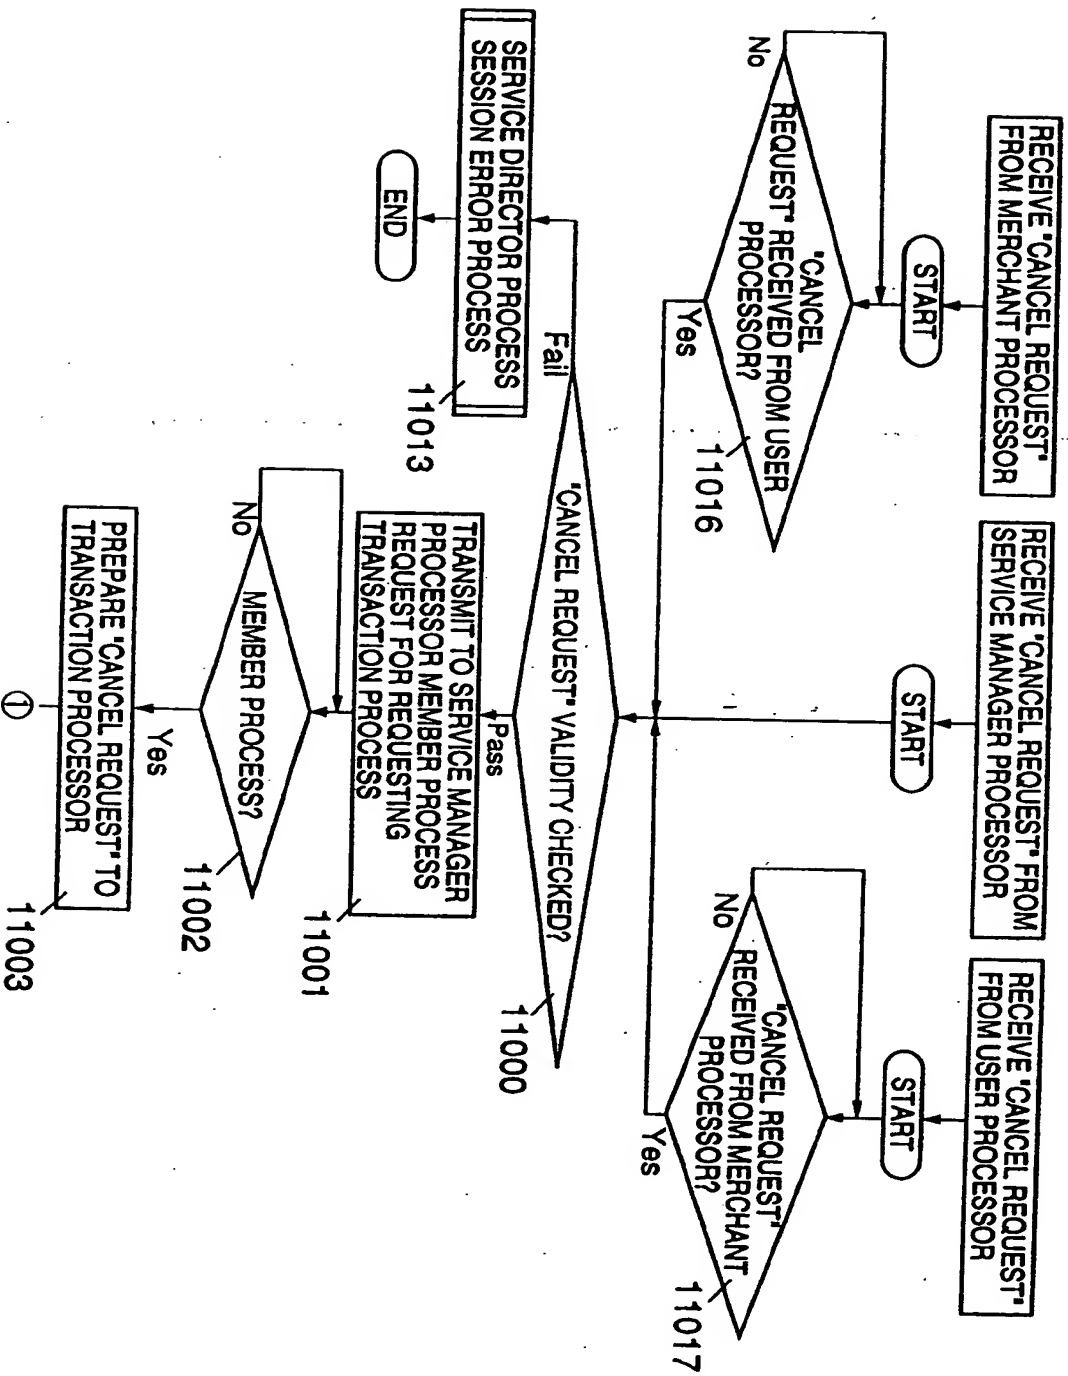 RECEIVE "CANCEL REQUEST"
FROM MERCHANT PROCESSOR
RECEIVE "CANCEL REQUEST" FROM
SERVICE MANAGER PROCESSOR
RECEIVE "CANCEL REQUEST"
FROM USER PROCESSOR
START
START
START
"CANCEL
REQUEST" RECEIVED FROM USER
PROCESSOR?
No
Yes
11016
"CANCEL REQUEST"
RECEIVED FROM MERCHANT
PROCESSOR?
No
Yes
11017
"CANCEL REQUEST" VALIDITY CHECKED?
Fail
Pass
11000
SERVICE DIRECTOR PROCESS
SESSION ERROR PROCESS
11013
END
TRANSMIT TO SERVICE MANAGER
PROCESSOR MEMBER PROCESS
REQUEST FOR REQUESTING
TRANSACTION PROCESS
11001
MEMBER PROCESS?
No
Yes
11002
PREPARE "CANCEL REQUEST" TO
TRANSACTION PROCESSOR
11003
①